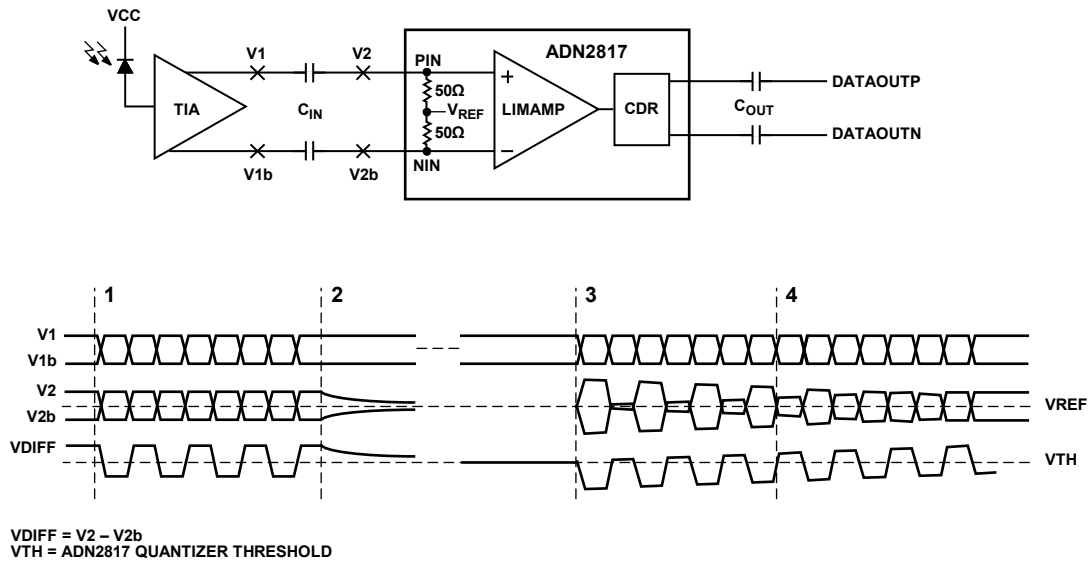 VCC
ADN2817
V1
V2
PIN
50Ω
VREF
50Ω
NIN
TIA
CIN
LIMAMP
+
−
CDR
COUT
DATAOUTP
DATAOUTN
V1b
V2b
1
2
3
4
V1
V1b
V2
V2b
VREF
VDIFF
VTH
VDIFF = V2 – V2b
VTH = ADN2817 QUANTIZER THRESHOLD